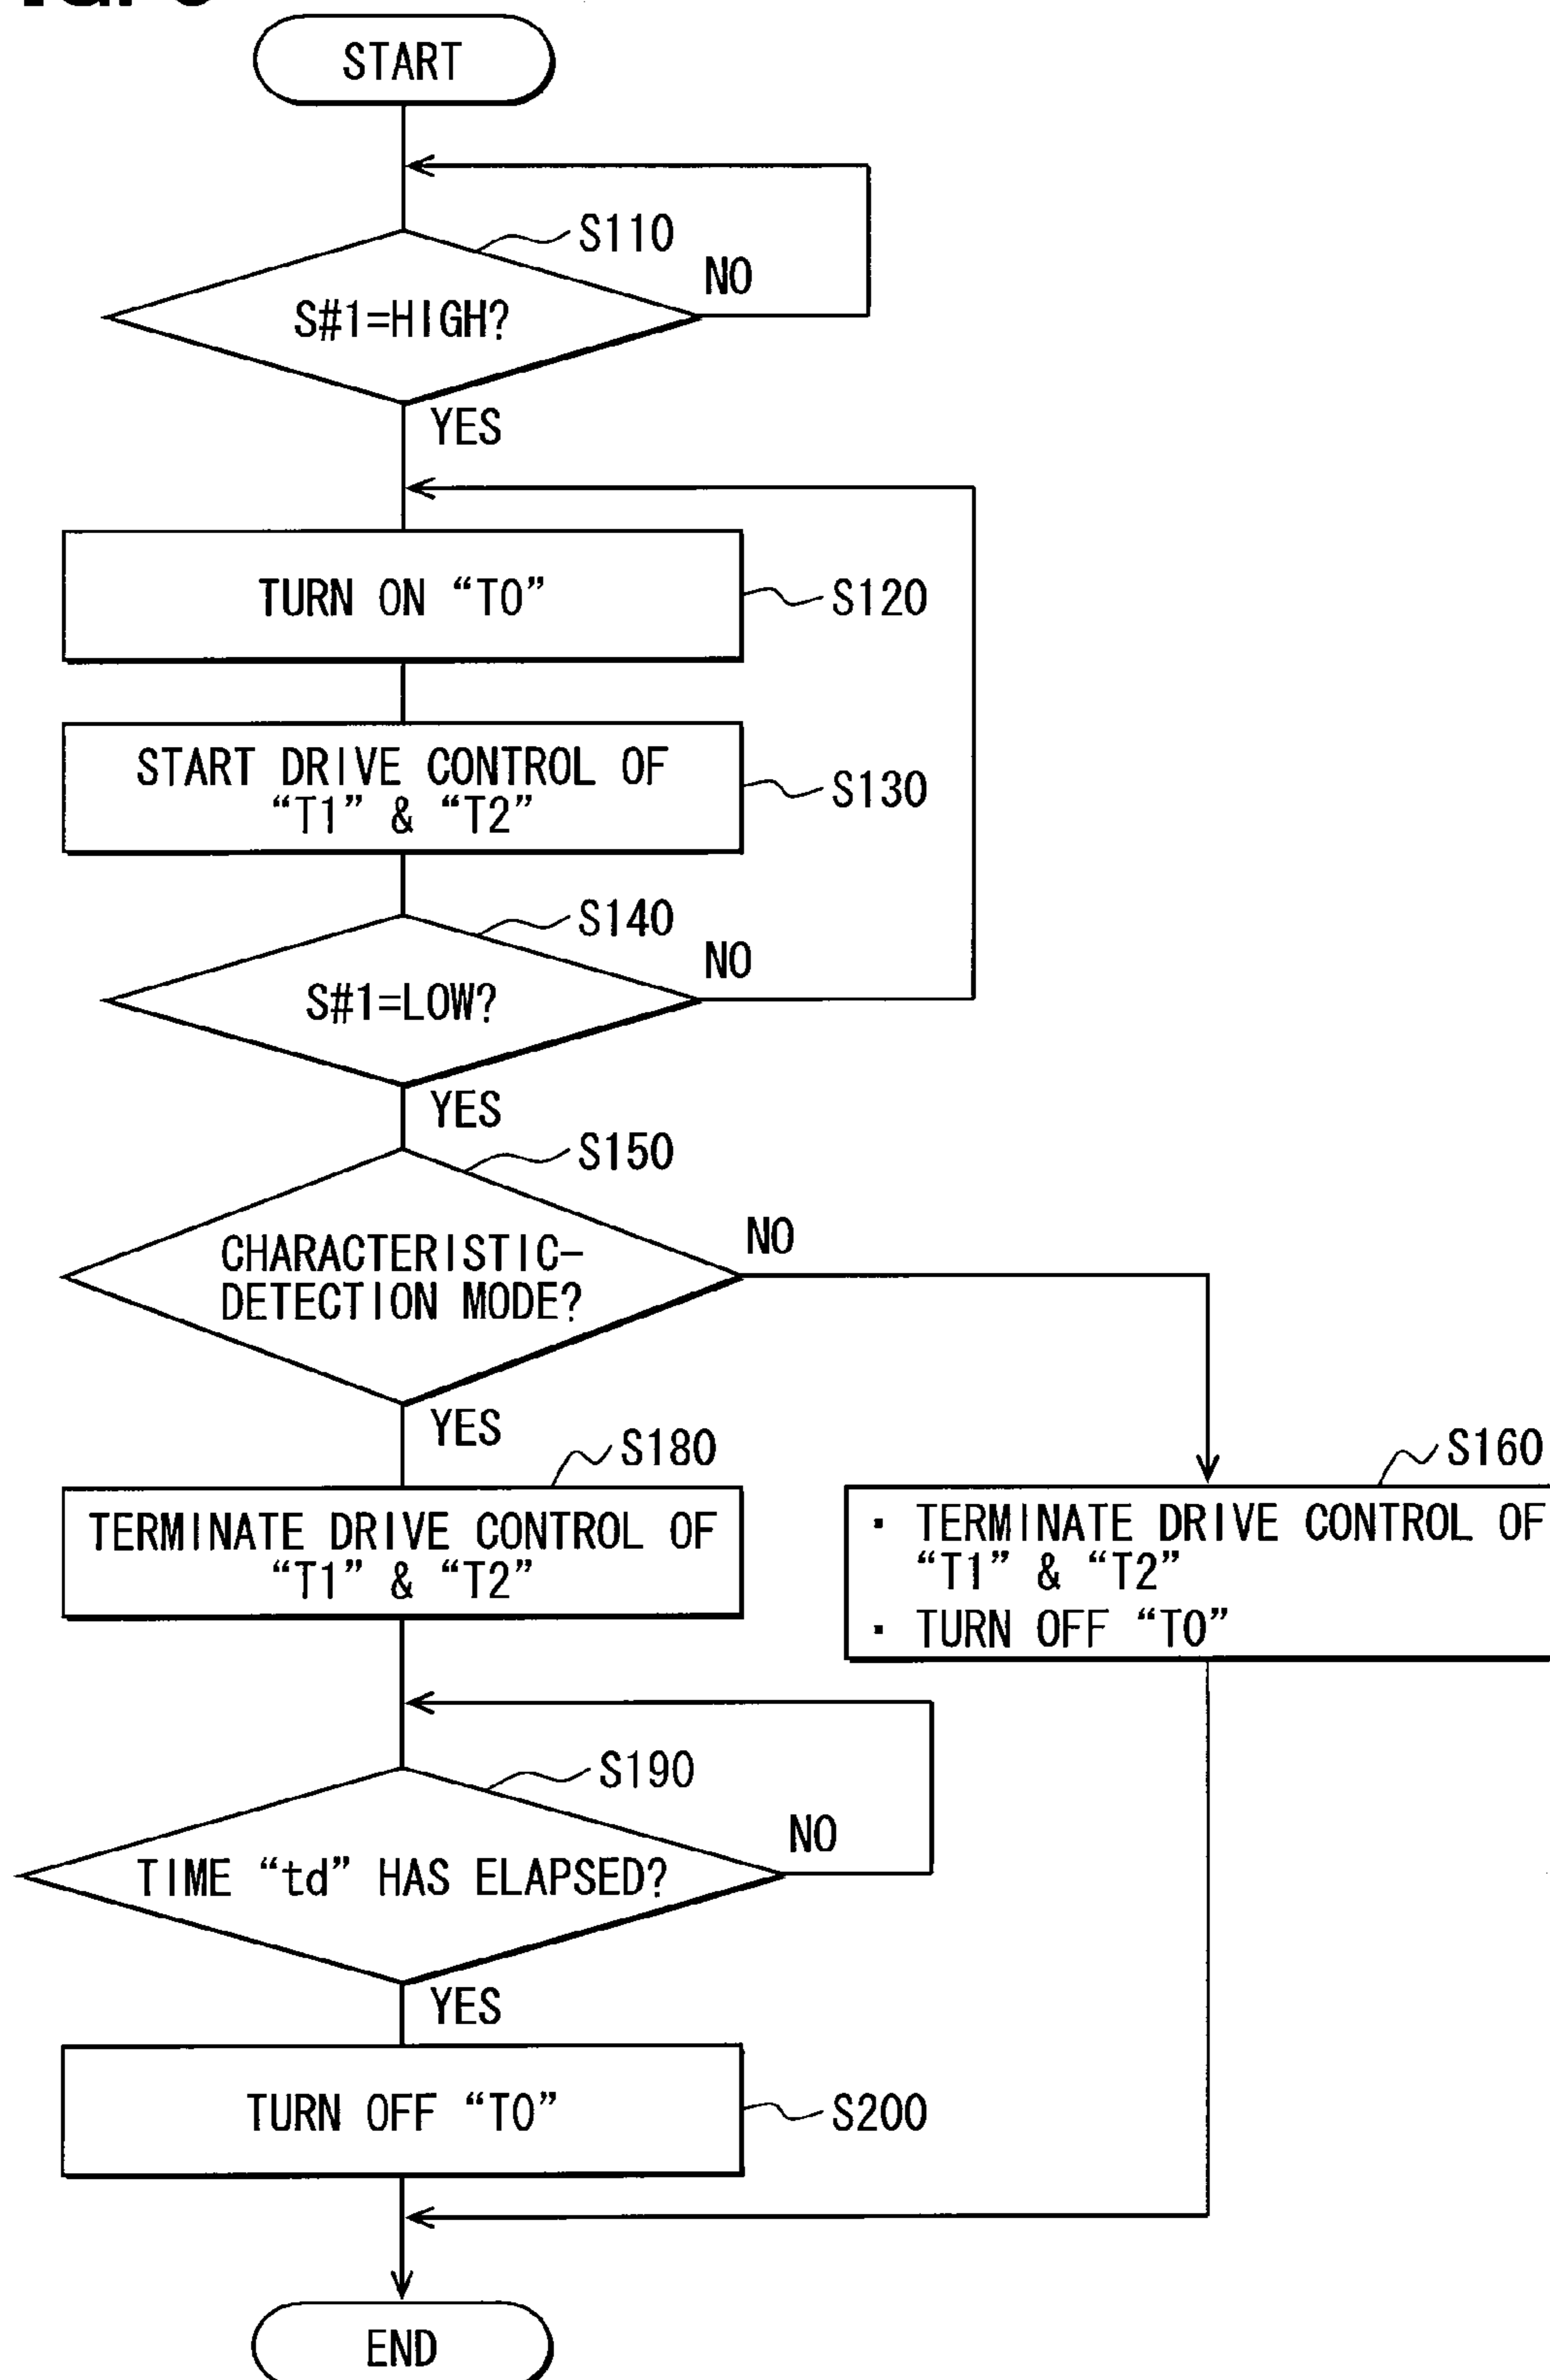 START
S110
NO
S#1=HIGH?
YES
TURN ON “T0”
S120
START DRIVE CONTROL OF
“T1” & “T2”
S130
S140
NO
S#1=LOW?
YES
S150
NO
CHARACTERISTIC-
DETECTION MODE?
YES
S180
TERMINATE DRIVE CONTROL OF
“T1” & “T2”
S160
· TERMINATE DRIVE CONTROL OF
“T1” & “T2”
· TURN OFF “T0”
S190
NO
TIME “td” HAS ELAPSED?
YES
TURN OFF “T0”
S200
END